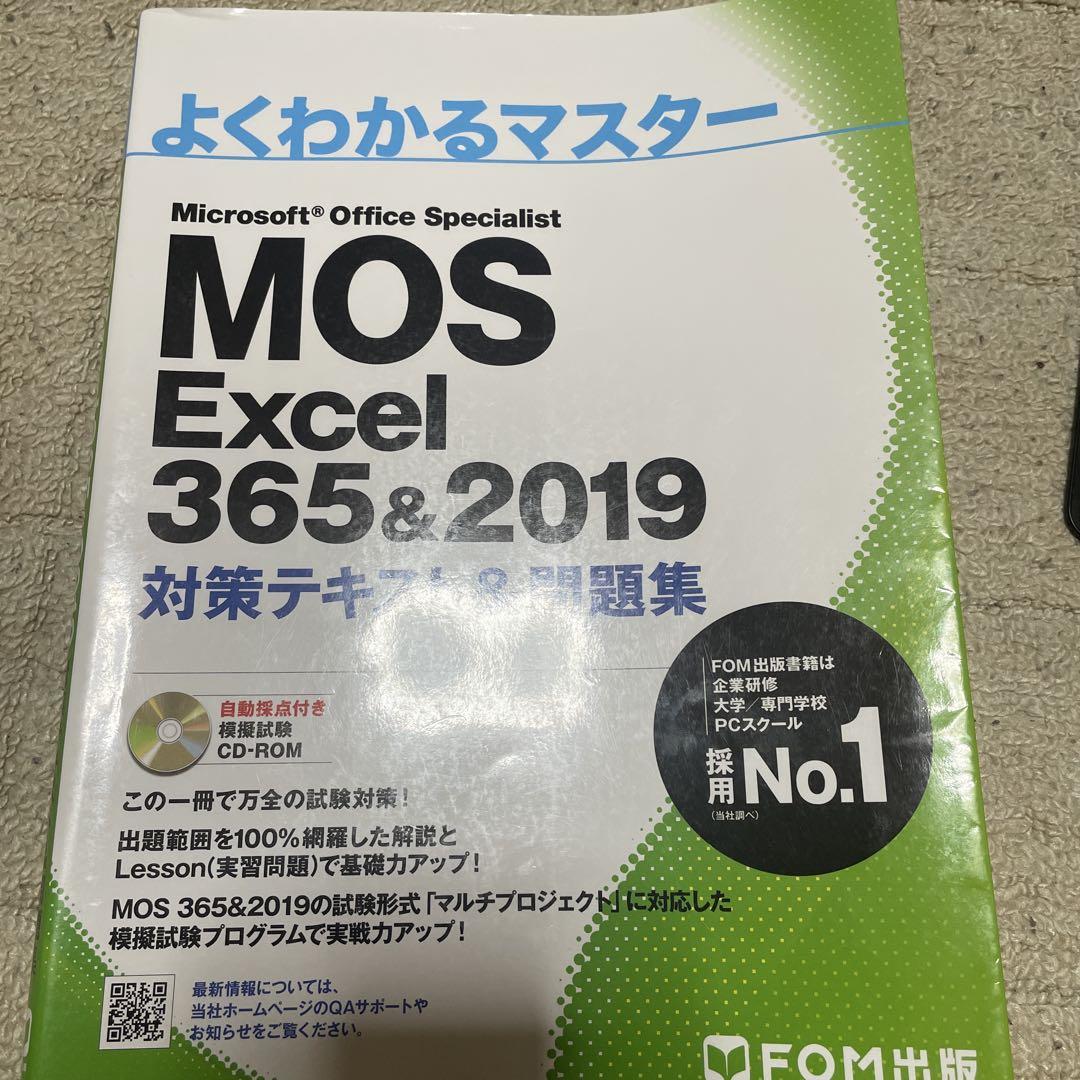 よくわかるマスター
Microsoft® Office Specialist
MOS
Excel
365&2019
対策テキスト&問題集
FOM出版書籍は
企業研修
大学/専門学校
PCスクール
採用 No.1
(当社調べ)
自動採点付き
模擬試験
CD-ROM
この一冊で万全の試験対策!
出題範囲を100%網羅した解説と
Lesson(実習問題)で基礎力アップ!
MOS 365&2019の試験形式「マルチプロジェクト」に対応した
模擬試験プログラムで実戦力アップ!
最新情報については、
当社ホームページのQAサポートや
お知らせをご覧ください。
FOM出版